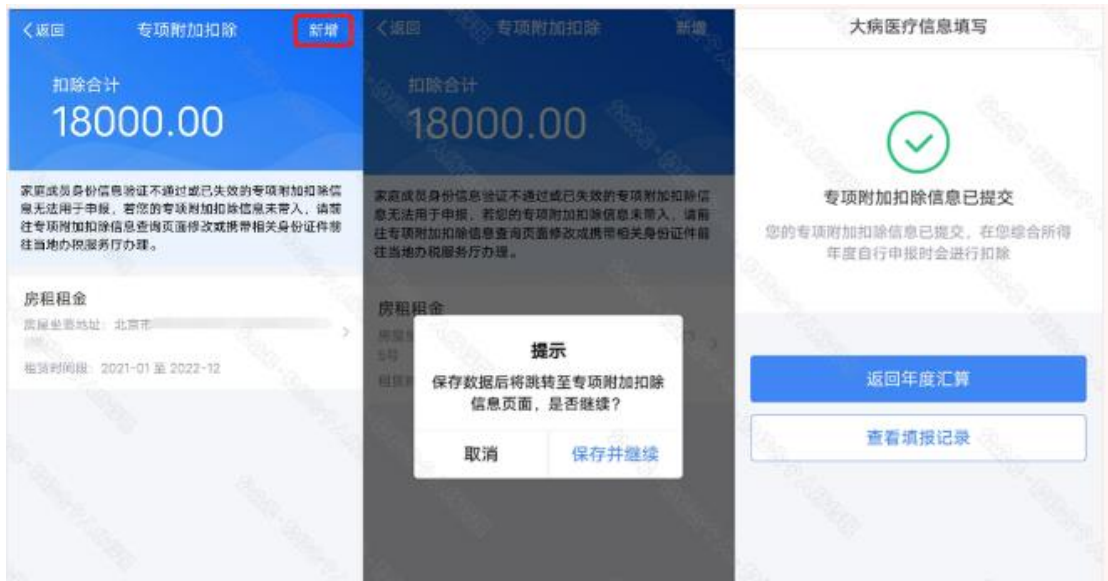 返回
专项附加扣除
新增
扣除合计
18000.00
家庭成员身份信息验证不通过或已失效的专项附加扣除信
息无法用于申报，若您的专项附加扣除信息未带入，请前
往专项附加扣除信息查询页面修改或携带相关身份证件前
往当地办税服务厅办理。
房租租金
房屋坐落地址：北京市
租赁时间段：2021-01 至 2022-12
返回
专项附加扣除
新增
扣除合计
18000.00
家庭成员身份信息验证不通过或已失效的专项附加扣除信
息无法用于申报，若您的专项附加扣除信息未带入，请前
往专项附加扣除信息查询页面修改或携带相关身份证件前
往当地办税服务厅办理。
房租租金
提示
保存数据后将跳转至专项附加扣除
信息页面，是否继续？
取消
保存并继续
大病医疗信息填写
专项附加扣除信息已提交
您的专项附加扣除信息已提交，在您综合所得
年度自行申报时会进行扣除
返回年度汇算
查看填报记录